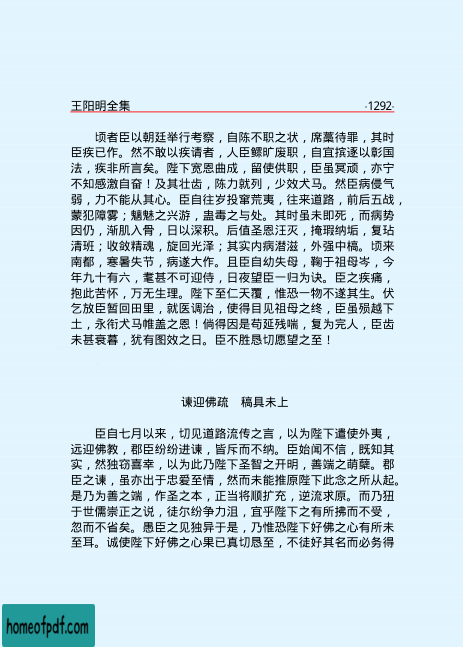 王阳明全集 ·1292·
顷者臣以朝廷举行考察，自陈不职之状，席藁待罪，其时
臣疾已作。然不敢以疾请者，人臣鳏旷废职，自宜摈逐以彰国
法，疾非所言矣。陛下宽恩曲成，留使供职，臣虽冥顽，亦宁
不知感激自奋！及其壮齿，陈力就列，少效犬马。然臣病侵气
弱，力不能从其心。臣自往岁投窜荒夷，往来道路，前后五战，
蒙犯障雾；魑魅之兴游，蛊毒之与处。其时虽未即死，而病势
因仍，渐肌入骨，日以深积。后值圣恩汪灭，掩瑕纳垢，复玷
清班；收敛精魂，旋回光泽；其实内病潜滋，外强中槁。顷来
南都，寒暑失节，病遂大作。且臣自幼失母，鞠于祖母岑，今
年九十有六，耄甚不可迎侍，日夜望臣一归为诀。臣之疾痛，
抱此苦怀，万无生理。陛下至仁天覆，惟恐一物不遂其生。伏
乞放臣暂回田里，就医调治，使得目见祖母之终，臣虽殒越下
土，永衔犬马帷盖之恩！倘得因是苟延残喘，复为完人，臣齿
未甚衰暮，犹有图效之日。臣不胜恳切愿望之至！
谏迎佛疏 稿具未上
臣自七月以来，切见道路流传之言，以为陛下遣使外夷，
远迎佛教，郡臣纷纷进谏，皆斥而不纳。臣始闻不信，既知其
实，然独窃喜幸，以为此乃陛下圣智之开明，善端之萌蘖。郡
臣之谏，虽亦出于忠爱至情，然而未能推原陛下此念之所从起。
是乃为善之端，作圣之本，正当将顺扩充，逆流求原。而乃狃
于世儒崇正之说，徒尔纷争力沮，宜乎陛下之有所拂而不受，
忽而不省矣。愚臣之见独异于是，乃惟恐陛下好佛之心有所未
至耳。诚使陛下好佛之心果已真切恳至，不徒好其名而必务得
homeofpdf.com